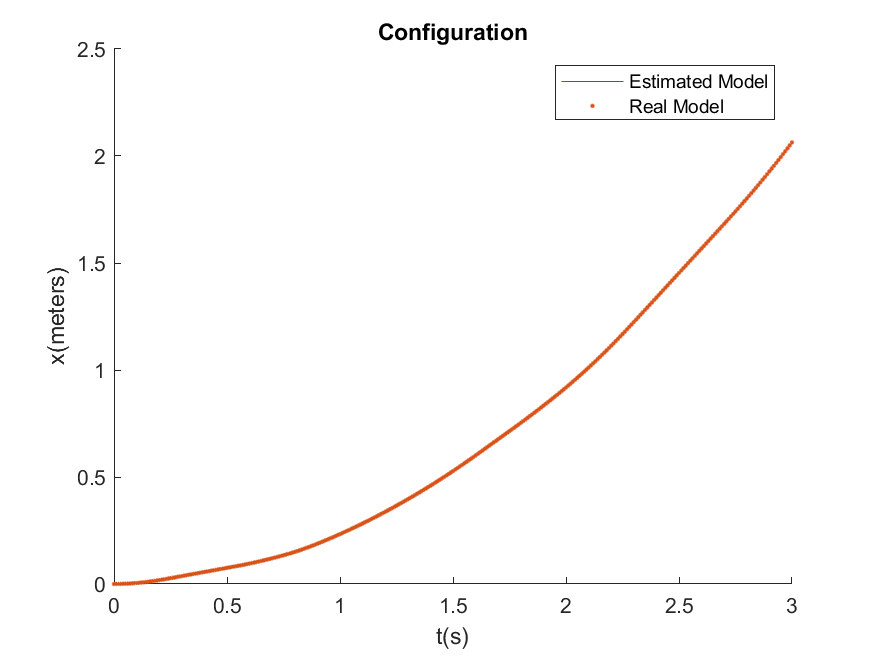 Configuration
Estimated Model
Real Model
2.5
2
1.5
1
0.5
0
x(meters)
0 0.5 1 1.5 2 2.5 3
t(s)